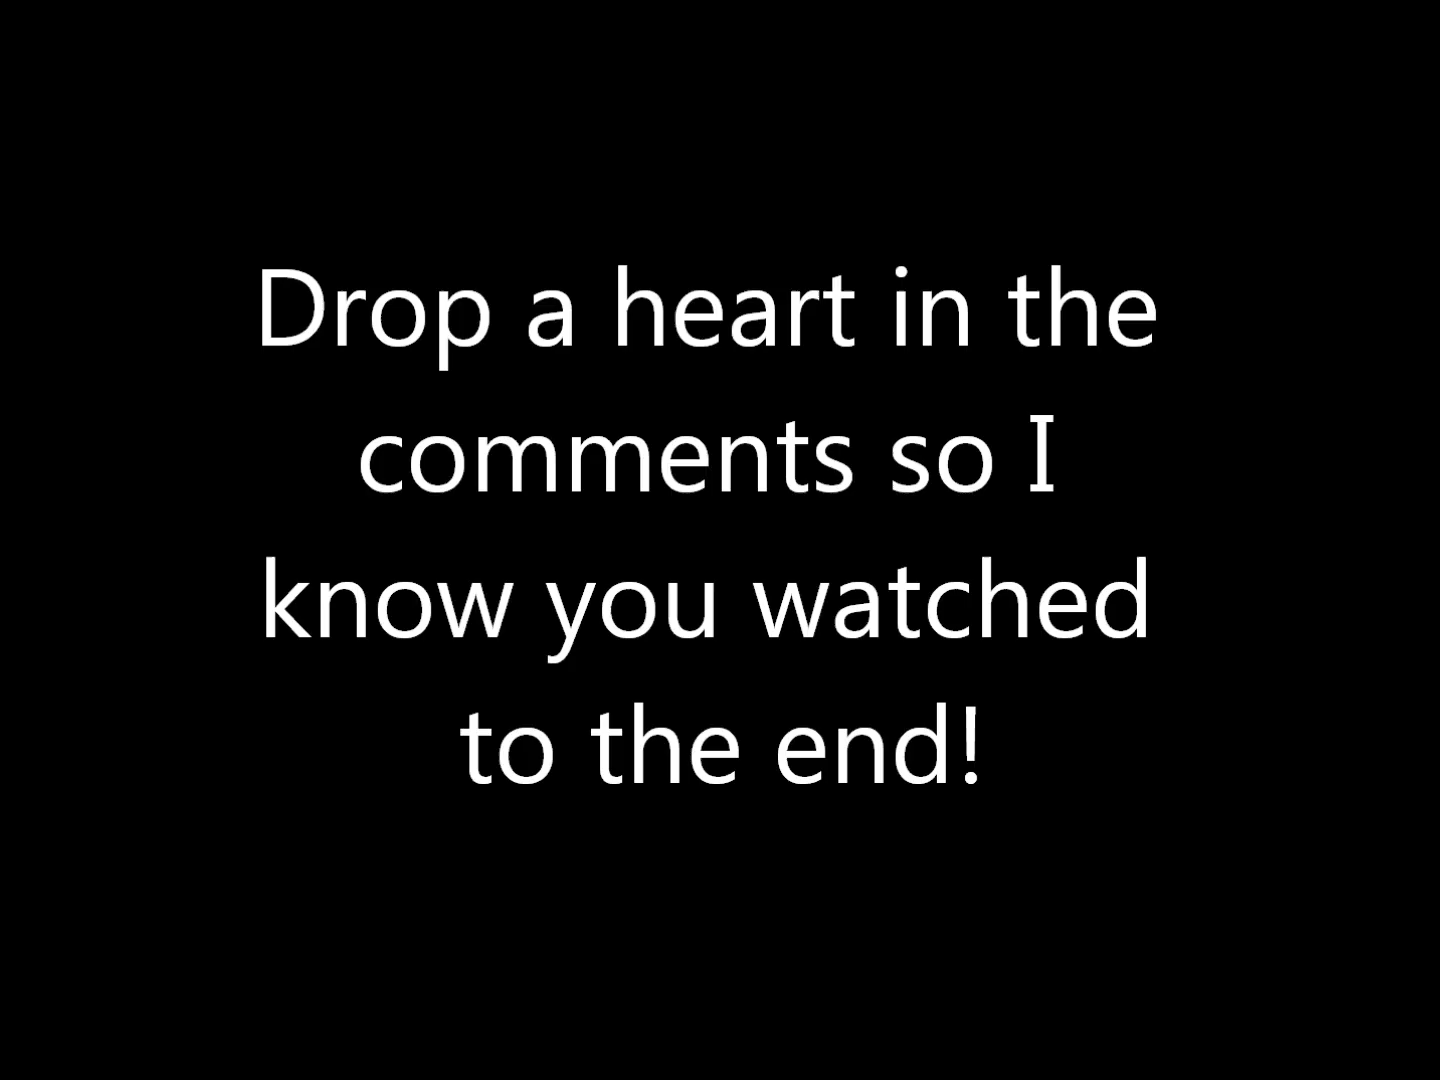 Drop a heart in the
comments so I
know you watched
to the end!